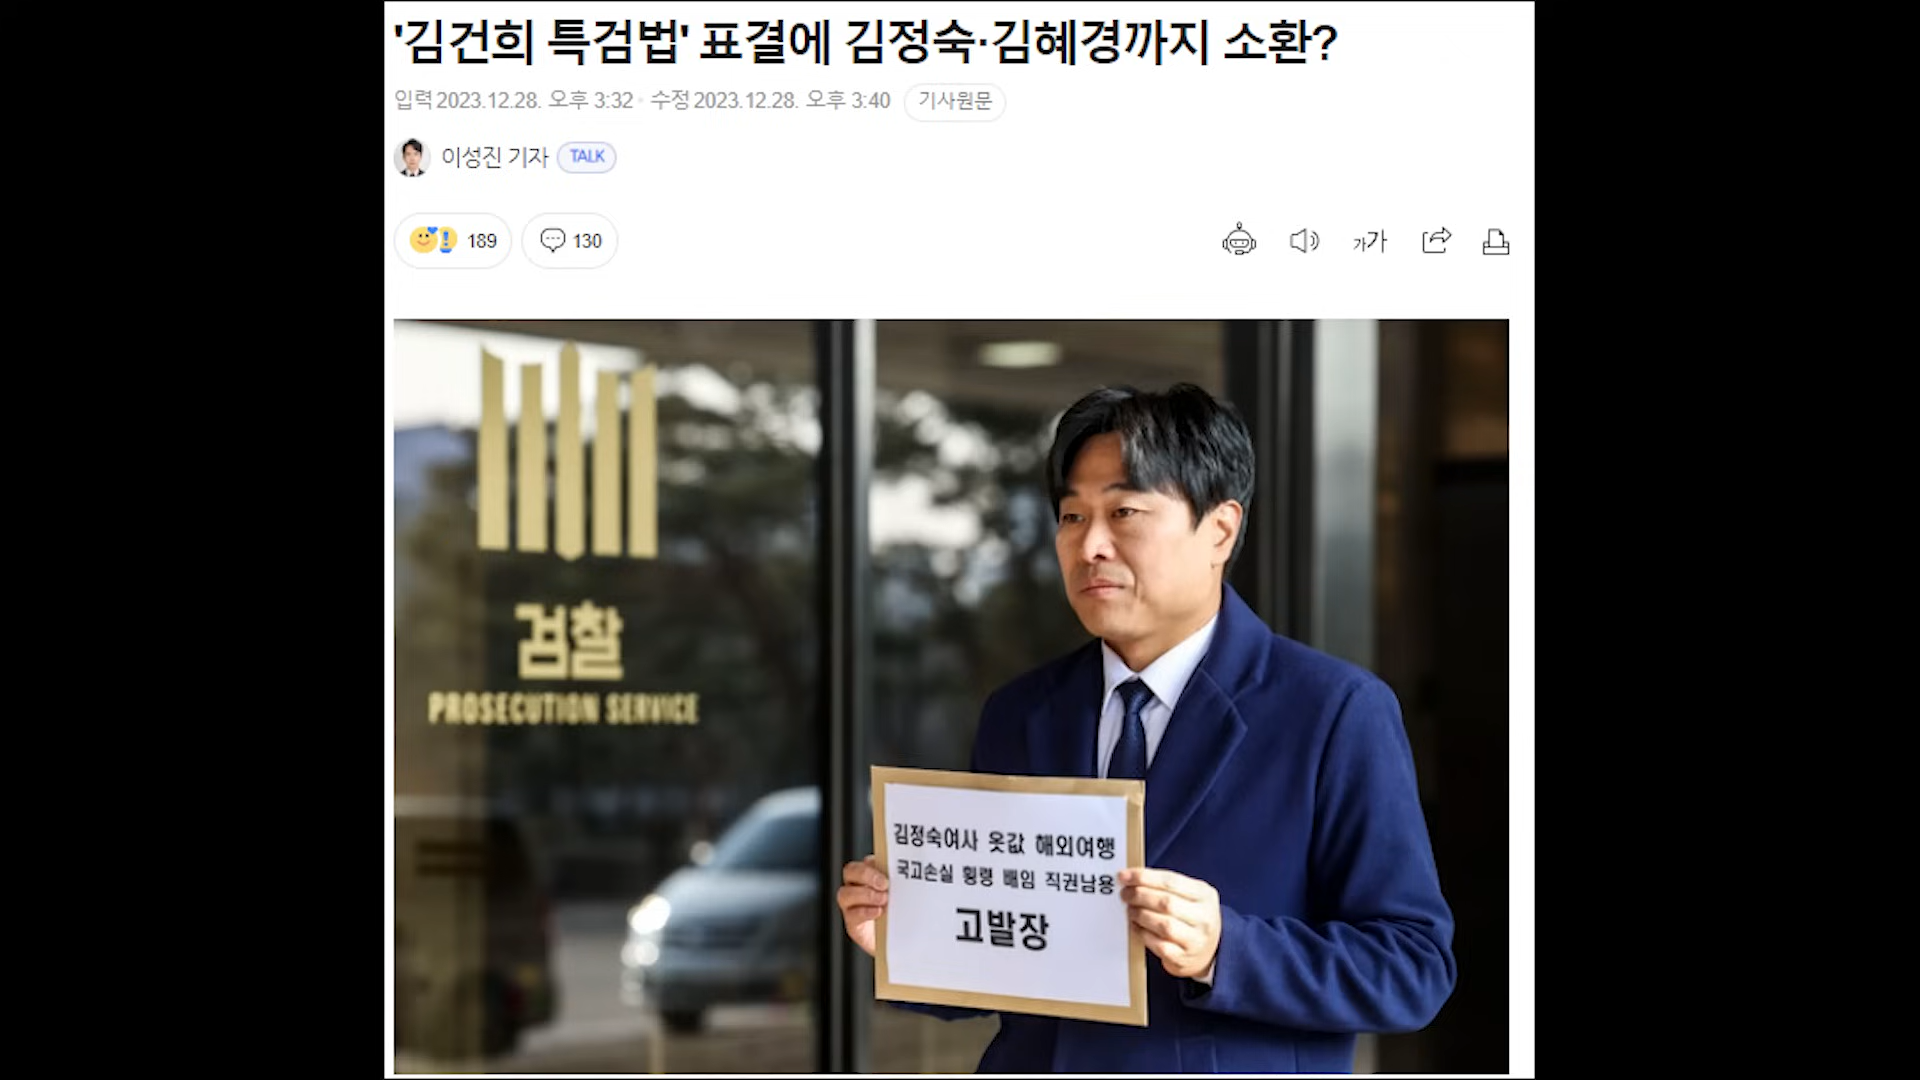 '김건희 특검법' 표결에 김정숙·김혜경까지 소환?
입력 2023.12.28. 오후 3:32 · 수정 2023.12.28. 오후 3:40 기사원문
이성진 기자 TALK
189 130
가가
검찰
PROSECUTION SERVICE
김정숙여사 옷값 해외여행
국고손실 횡령 배임 직권남용
고발장